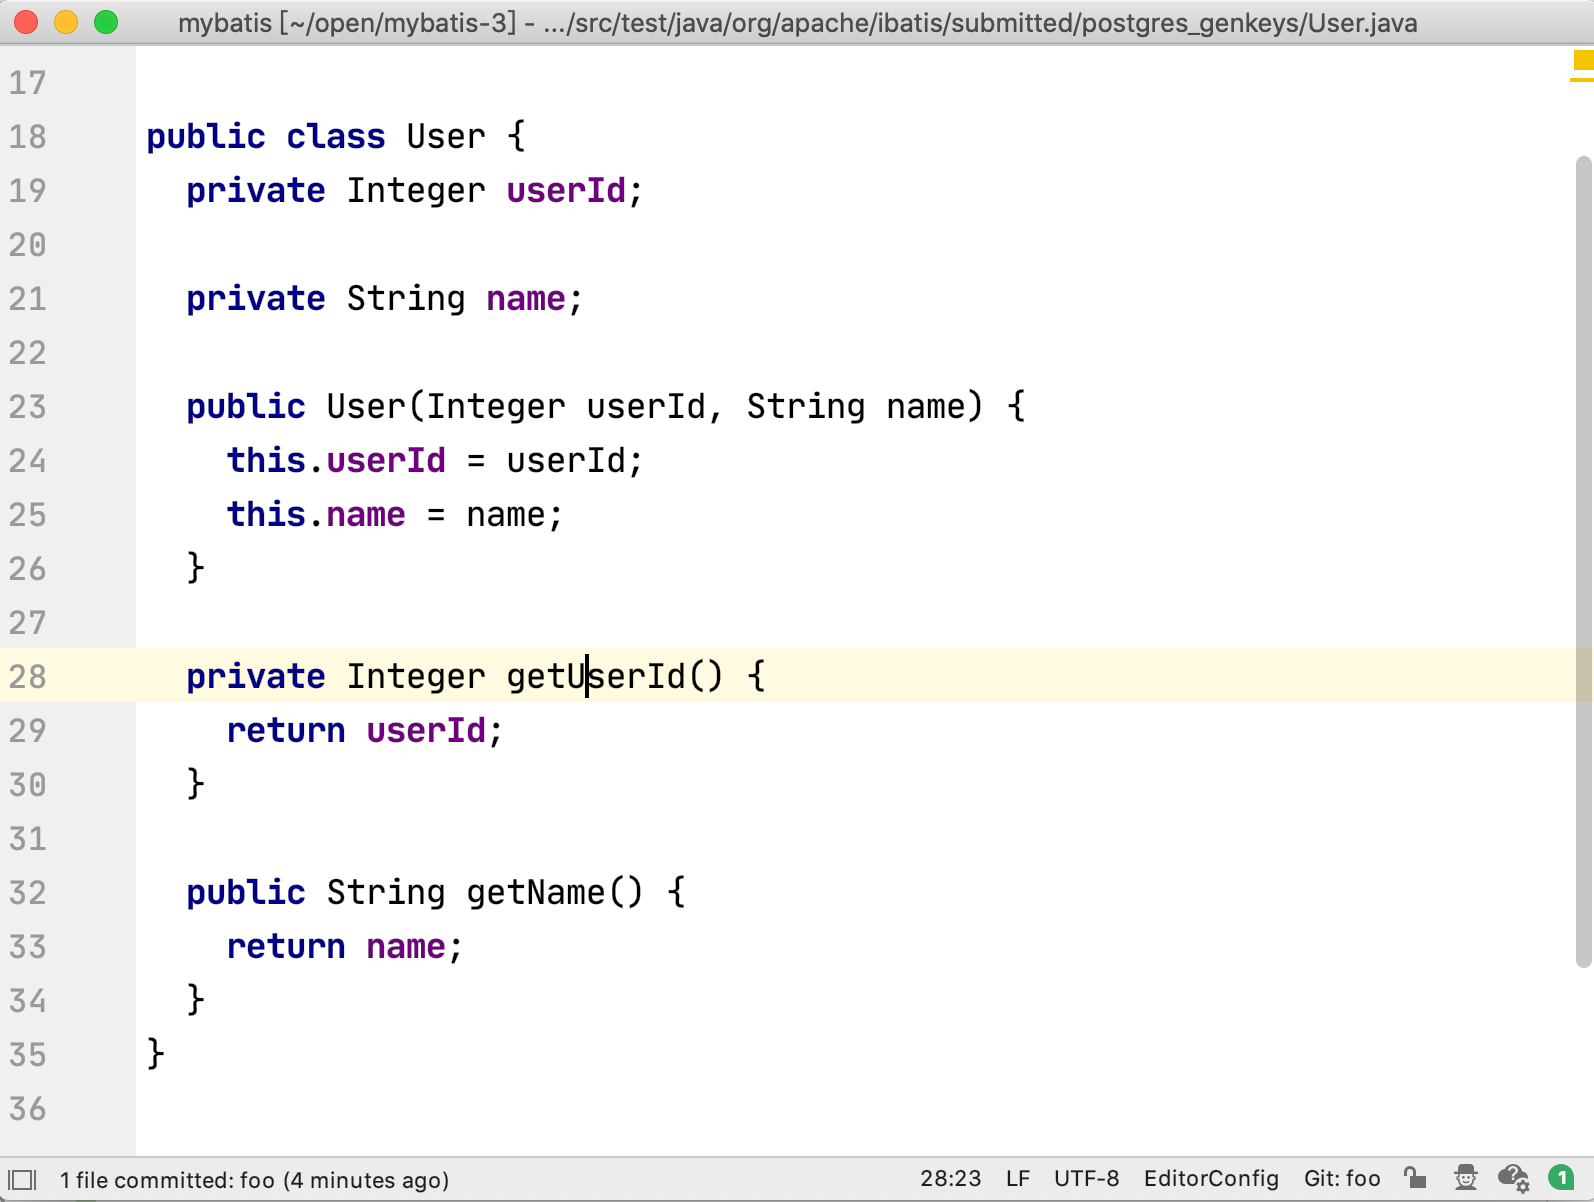 mybatis [~/open/mybatis-3] - .../src/test/java/org/apache/ibatis/submitted/postgres_genkeys/User.java
17
18 public class User {
19   private Integer userId;
20
21   private String name;
22
23   public User(Integer userId, String name) {
24     this.userId = userId;
25     this.name = name;
26   }
27
28   private Integer getUserId() {
29     return userId;
30   }
31
32   public String getName() {
33     return name;
34   }
35 }
36
1 file committed: foo (4 minutes ago) 28:23 LF UTF-8 EditorConfig Git: foo 1